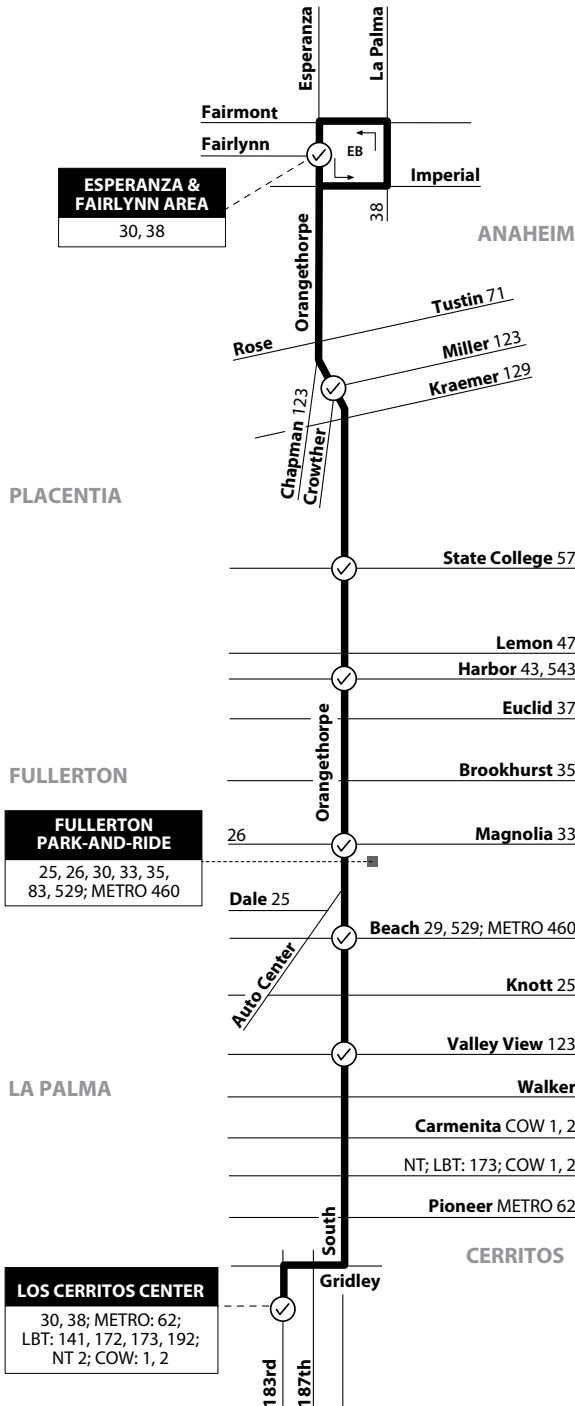 Esperanza
La Palma
Fairmont
Fairlynn
EB
ESPERANZA &
FAIRLYNN AREA
30, 38
Imperial
38
ANAHEIM
Orangethorpe
Tustin 71
Rose
Miller 123
Kraemer 129
Chapman 123
Crowther
PLACENTIA
State College 57
Lemon 47
Harbor 43, 543
Euclid 37
Orangethorpe
FULLERTON
Brookhurst 35
FULLERTON
PARK-AND-RIDE
25, 26, 30, 33, 35,
83, 529; METRO 460
26
Magnolia 33
Dale 25
Beach 29, 529; METRO 460
Auto Center
Knott 25
Valley View 123
LA PALMA
Walker
Carmenita COW 1, 2
NT; LBT: 173; COW 1, 2
Pioneer METRO 62
South
CERRITOS
Gridley
LOS CERRITOS CENTER
30, 38; METRO: 62;
LBT: 141, 172, 173, 192;
NT 2; COW: 1, 2
183rd
187th